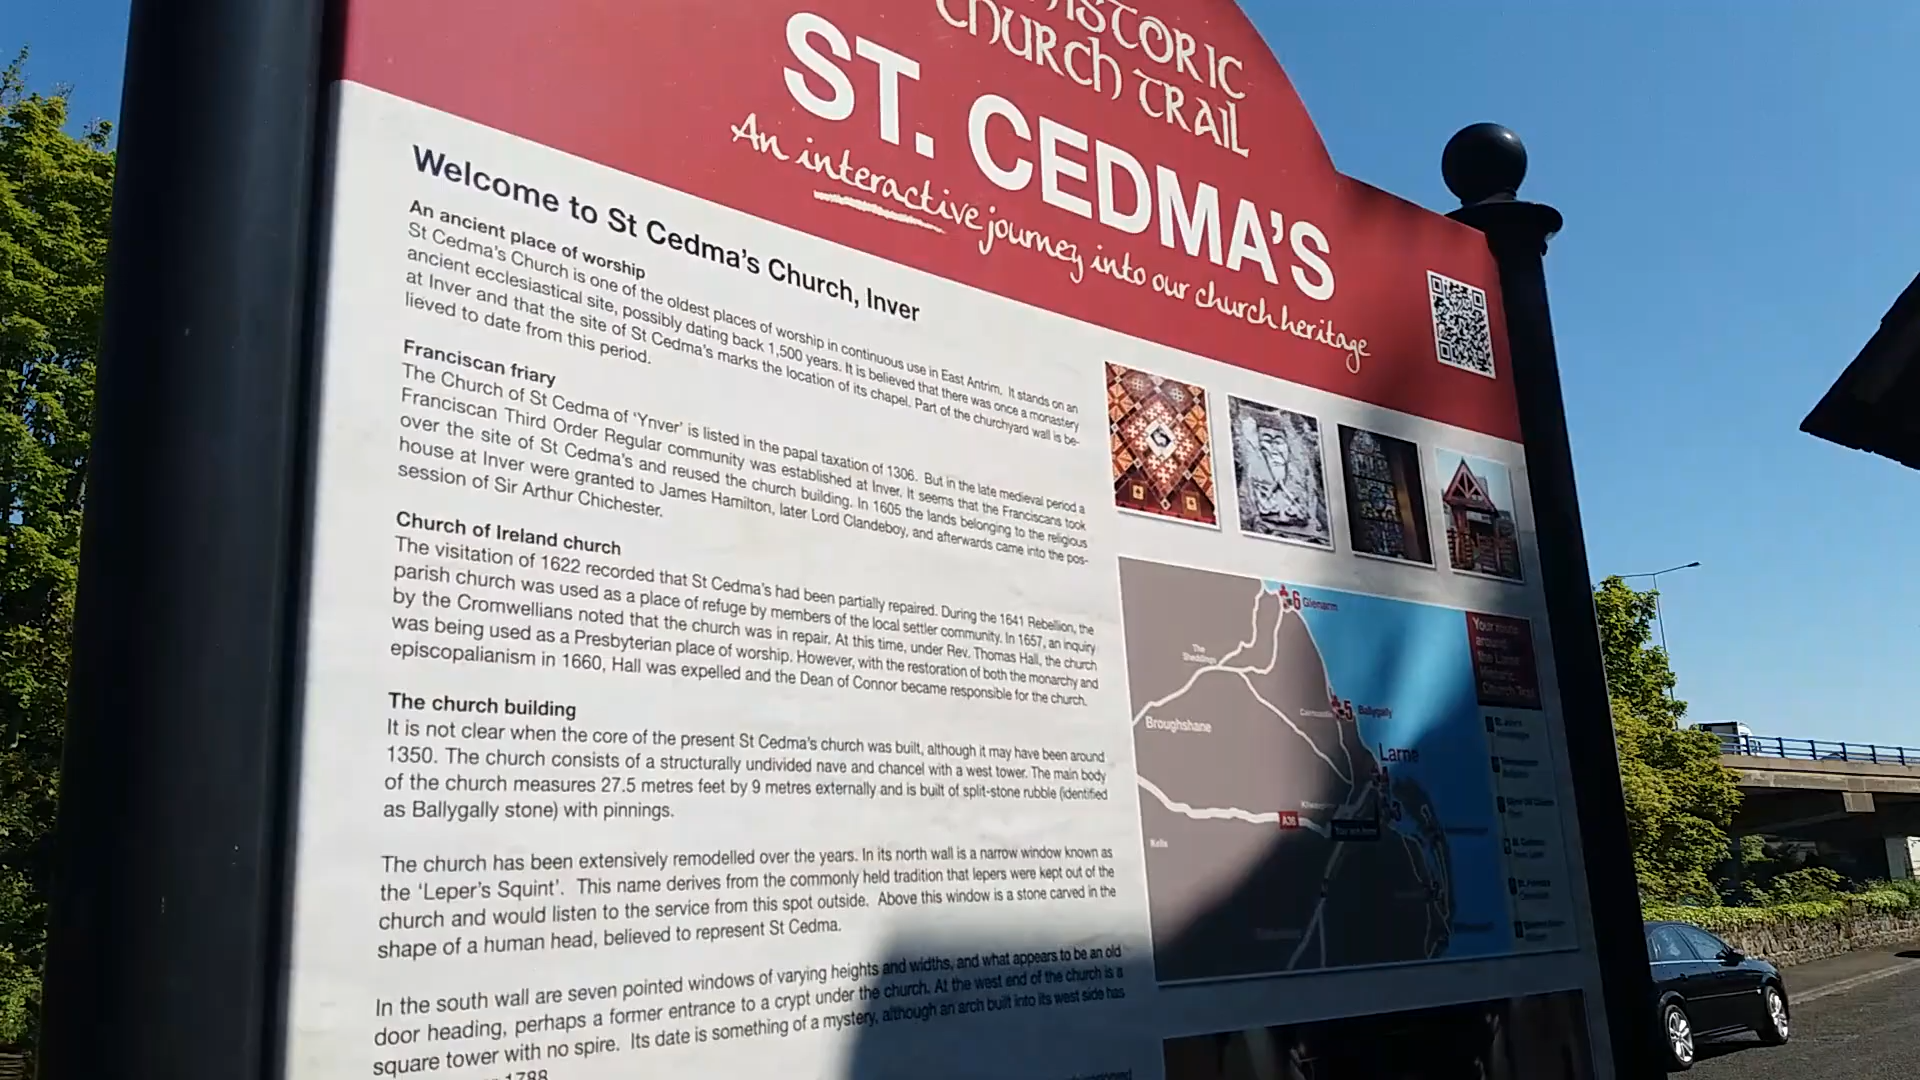 HISTORIC
CHURCH TRAIL
ST. CEDMA'S
An interactive journey into our church heritage
Welcome to St Cedma's Church, Inver
An ancient place of worship
St Cedma's Church is one of the oldest places of worship in continuous use in East Antrim. It stands on an
ancient ecclesiastical site, possibly dating back 1,500 years. It is believed that there was once a monastery
at Inver and that the site of St Cedma's marks the location of its chapel. Part of the churchyard wall is be-
lieved to date from this period.
Franciscan friary
The Church of St Cedma of 'Ynver' is listed in the papal taxation of 1306. But in the late medieval period a
Franciscan Third Order Regular community was established at Inver. It seems that the Franciscans took
over the site of St Cedma's and reused the church building. In 1605 the lands belonging to the religious
house at Inver were granted to James Hamilton, later Lord Clandeboy, and afterwards came into the pos-
session of Sir Arthur Chichester.
Church of Ireland church
The visitation of 1622 recorded that St Cedma's had been partially repaired. During the 1641 Rebellion, the
parish church was used as a place of refuge by members of the local settler community. In 1657, an inquiry
by the Cromwellians noted that the church was in repair. At this time, under Rev. Thomas Hall, the church
was being used as a Presbyterian place of worship. However, with the restoration of both the monarchy and
episcopalianism in 1660, Hall was expelled and the Dean of Connor became responsible for the church.
The church building
It is not clear when the core of the present St Cedma's church was built, although it may have been around
1350. The church consists of a structurally undivided nave and chancel with a west tower. The main body
of the church measures 27.5 metres feet by 9 metres externally and is built of split-stone rubble (identified
as Ballygally stone) with pinnings.
The church has been extensively remodelled over the years. In its north wall is a narrow window known as
the 'Leper's Squint'. This name derives from the commonly held tradition that lepers were kept out of the
church and would listen to the service from this spot outside. Above this window is a stone carved in the
shape of a human head, believed to represent St Cedma.
In the south wall are seven pointed windows of varying heights and widths, and what appears to be an old
door heading, perhaps a former entrance to a crypt under the church. At the west end of the church is a
square tower with no spire. Its date is something of a mystery, although an arch built into its west side has
1788
6 Glenarm
The
Sheddings
5 Ballygally
Broughshane
Larne
A36
Kells
3
You are here
Your route
around
the Larne
Historic
Church Trail